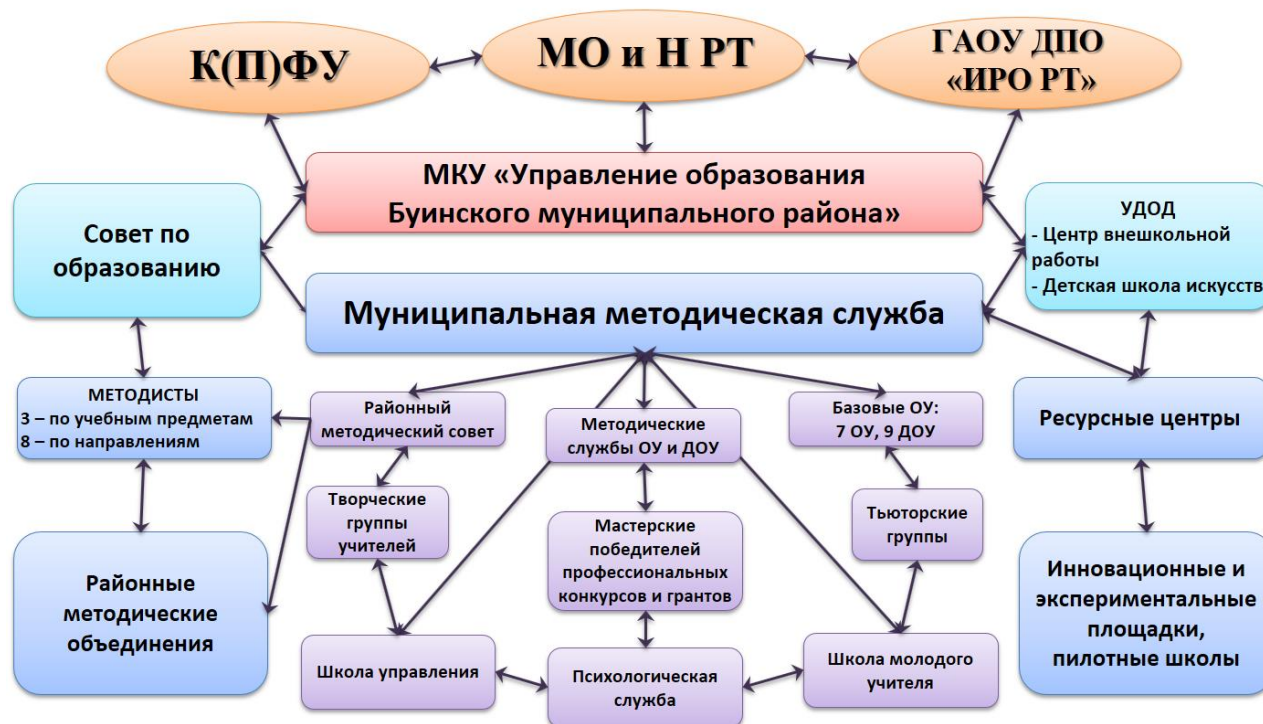 К(П)ФУ
МО и Н РТ
ГАОУ ДПО
«ИРО РТ»
МКУ «Управление образования
Буинского муниципального района»
Совет по
образованию
УДОД
- Центр внешкольной
работы
- Детская школа искусств
Муниципальная методическая служба
МЕТОДИСТЫ
3 – по учебным предметам
8 – по направлениям
Районный
методический совет
Методические
службы ОУ и ДОУ
Базовые ОУ:
7 ОУ, 9 ДОУ
Ресурсные центры
Творческие
группы
учителей
Мастерские
победителей
профессиональных
конкурсов и грантов
Тьюторские
группы
Районные
методические
объединения
Инновационные и
экспериментальные
площадки,
пилотные школы
Школа управления
Психологическая
служба
Школа молодого
учителя